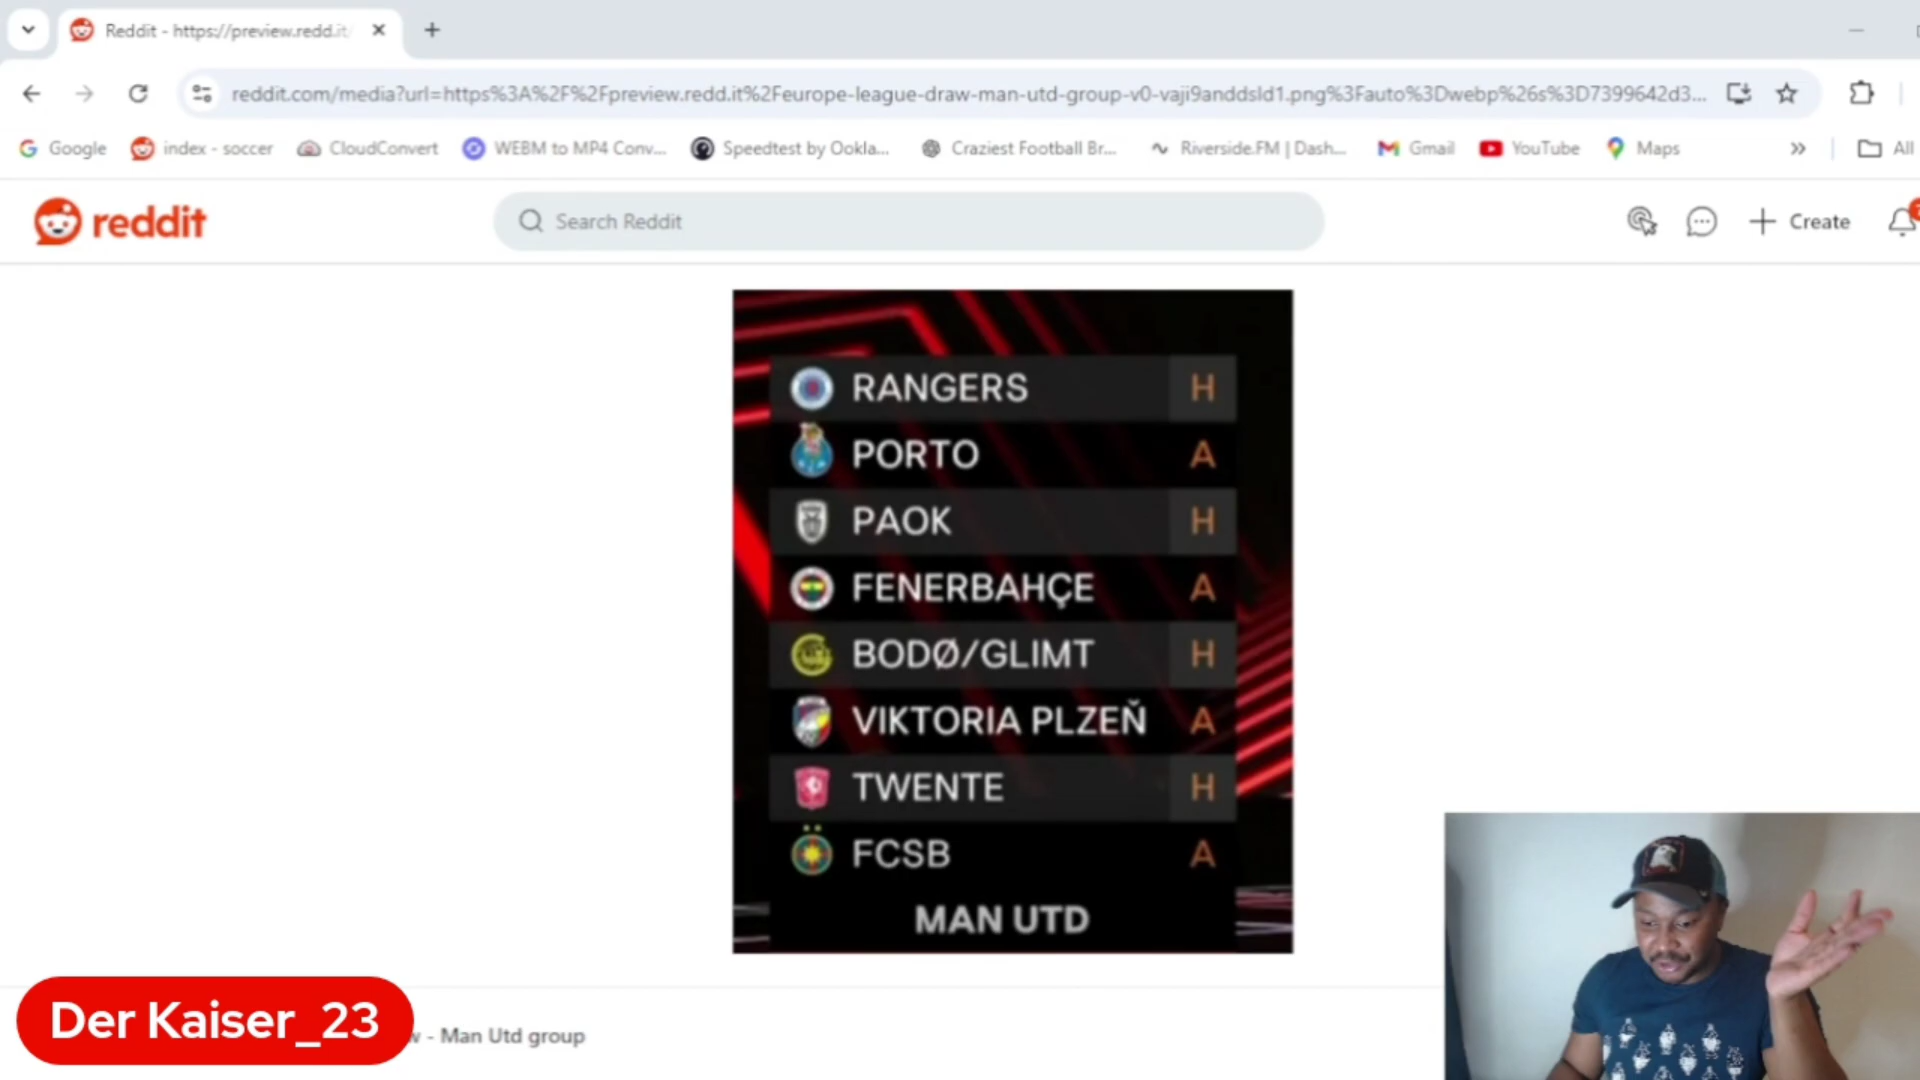 Reddit - https://preview.redd.it/
reddit.com/media?url=https%3A%2F%2Fpreview.redd.it%2Feurope-league-draw-man-utd-group-v0-vaji9anddsld1.png%3Fauto%3Dwebp%26s%3D7399642d3...
Google index - soccer CloudConvert WEBM to MP4 Conv... Speedtest by Ookla... Craziest Football Br... Riverside.FM | Dash... Gmail YouTube Maps » All
reddit Search Reddit Create
RANGERS H
PORTO A
PAOK H
FENERBAHÇE A
BODØ/GLIMT H
VIKTORIA PLZEŇ A
TWENTE H
FCSB A
MAN UTD
Der Kaiser_23
- Man Utd group